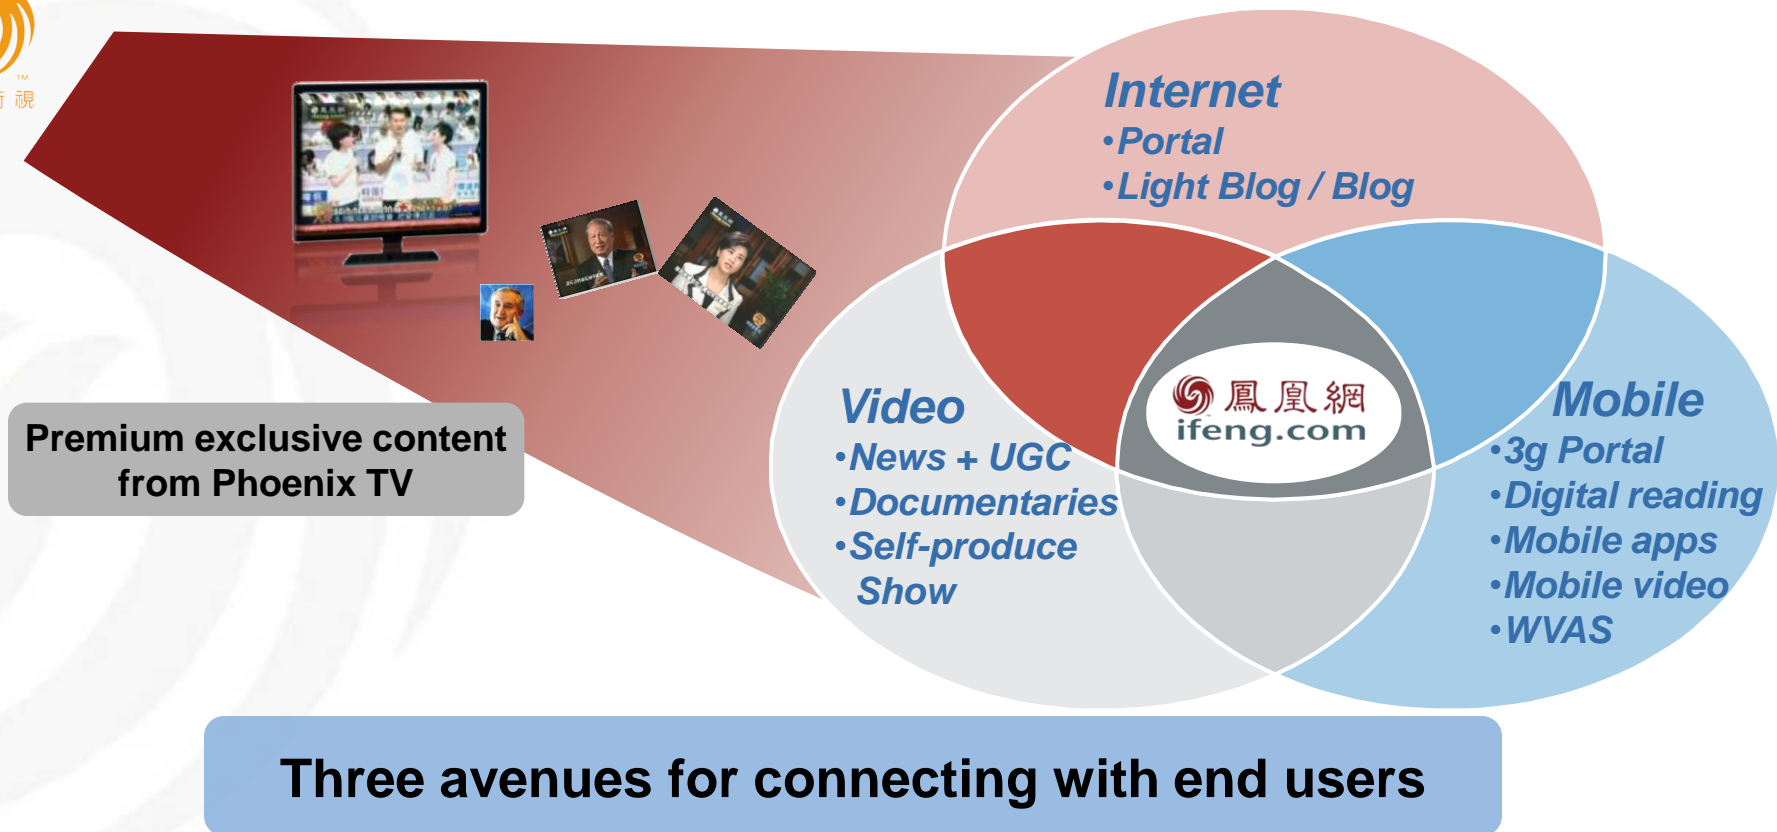 TM
視
Internet
•Portal
•Light Blog / Blog
Video
•News + UGC
•Documentaries
•Self-produce
Show
鳳凰網
ifeng.com
Mobile
•3g Portal
•Digital reading
•Mobile apps
•Mobile video
•WVAS
Premium exclusive content
from Phoenix TV
Three avenues for connecting with end users